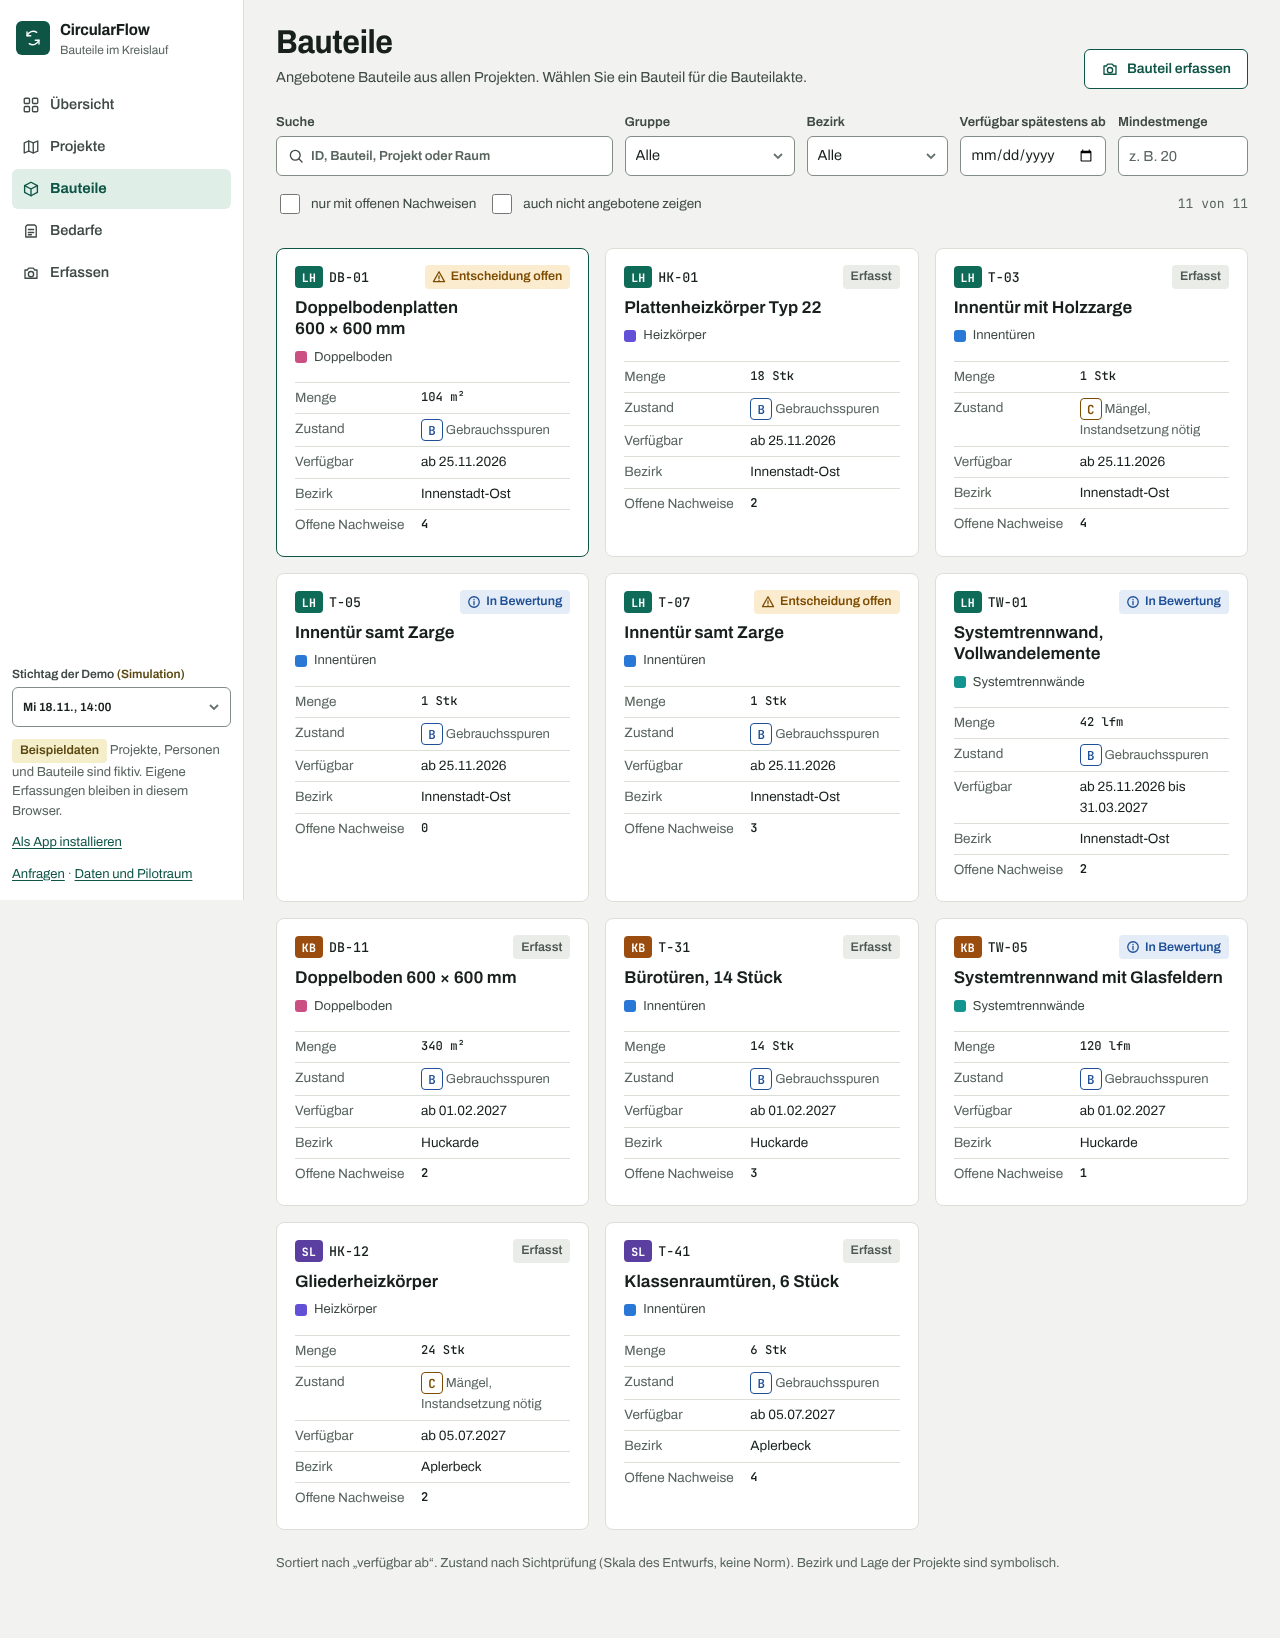 CircularFlow
Bauteile im Kreislauf
Übersicht
Projekte
Bauteile
Bedarfe
Erfassen
Stichtag der Demo (Simulation)
Mi 18.11., 14:00
Beispieldaten Projekte, Personen
und Bauteile sind fiktiv. Eigene
Erfassungen bleiben in diesem
Browser.
Als App installieren
Anfragen · Daten und Pilotraum
Bauteile
Angebotene Bauteile aus allen Projekten. Wählen Sie ein Bauteil für die Bauteilakte.
Bauteil erfassen
Suche
ID, Bauteil, Projekt oder Raum
Gruppe
Alle
Bezirk
Alle
Verfügbar spätestens ab
mm/dd/yyyy
Mindestmenge
z. B. 20
nur mit offenen Nachweisen
auch nicht angebotene zeigen
11 von 11
LH DB-01 Entscheidung offen
Doppelbodenplatten
600 × 600 mm
Doppelboden
Menge 104 m²
Zustand B Gebrauchsspuren
Verfügbar ab 25.11.2026
Bezirk Innenstadt-Ost
Offene Nachweise 4
LH HK-01 Erfasst
Plattenheizkörper Typ 22
Heizkörper
Menge 18 Stk
Zustand B Gebrauchsspuren
Verfügbar ab 25.11.2026
Bezirk Innenstadt-Ost
Offene Nachweise 2
LH T-03 Erfasst
Innentür mit Holzzarge
Innentüren
Menge 1 Stk
Zustand C Mängel,
Instandsetzung nötig
Verfügbar ab 25.11.2026
Bezirk Innenstadt-Ost
Offene Nachweise 4
LH T-05 In Bewertung
Innentür samt Zarge
Innentüren
Menge 1 Stk
Zustand B Gebrauchsspuren
Verfügbar ab 25.11.2026
Bezirk Innenstadt-Ost
Offene Nachweise 0
LH T-07 Entscheidung offen
Innentür samt Zarge
Innentüren
Menge 1 Stk
Zustand B Gebrauchsspuren
Verfügbar ab 25.11.2026
Bezirk Innenstadt-Ost
Offene Nachweise 3
LH TW-01 In Bewertung
Systemtrennwand,
Vollwandelemente
Systemtrennwände
Menge 42 lfm
Zustand B Gebrauchsspuren
Verfügbar ab 25.11.2026 bis
31.03.2027
Bezirk Innenstadt-Ost
Offene Nachweise 2
KB DB-11 Erfasst
Doppelboden 600 × 600 mm
Doppelboden
Menge 340 m²
Zustand B Gebrauchsspuren
Verfügbar ab 01.02.2027
Bezirk Huckarde
Offene Nachweise 2
KB T-31 Erfasst
Bürotüren, 14 Stück
Innentüren
Menge 14 Stk
Zustand B Gebrauchsspuren
Verfügbar ab 01.02.2027
Bezirk Huckarde
Offene Nachweise 3
KB TW-05 In Bewertung
Systemtrennwand mit Glasfeldern
Systemtrennwände
Menge 120 lfm
Zustand B Gebrauchsspuren
Verfügbar ab 01.02.2027
Bezirk Huckarde
Offene Nachweise 1
SL HK-12 Erfasst
Gliederheizkörper
Heizkörper
Menge 24 Stk
Zustand C Mängel,
Instandsetzung nötig
Verfügbar ab 05.07.2027
Bezirk Aplerbeck
Offene Nachweise 2
SL T-41 Erfasst
Klassenraumtüren, 6 Stück
Innentüren
Menge 6 Stk
Zustand B Gebrauchsspuren
Verfügbar ab 05.07.2027
Bezirk Aplerbeck
Offene Nachweise 4
Sortiert nach „verfügbar ab“. Zustand nach Sichtprüfung (Skala des Entwurfs, keine Norm). Bezirk und Lage der Projekte sind symbolisch.